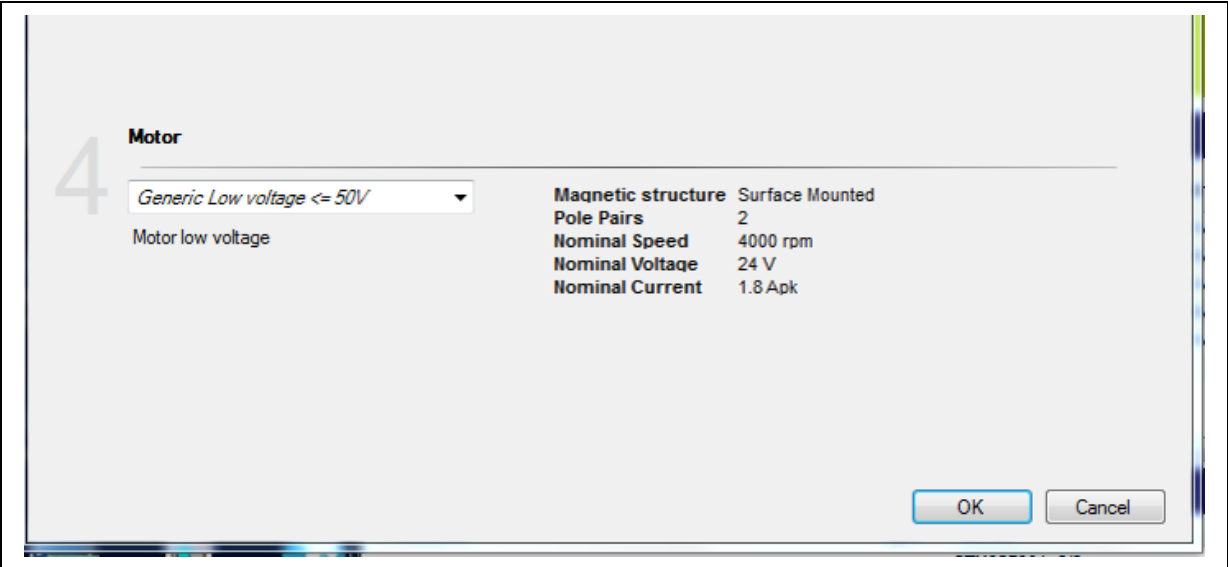 4
Motor
Generic Low voltage <= 50V
Motor low voltage
Magnetic structure Surface Mounted
Pole Pairs 2
Nominal Speed 4000 rpm
Nominal Voltage 24 V
Nominal Current 1.8 Apk
OK Cancel